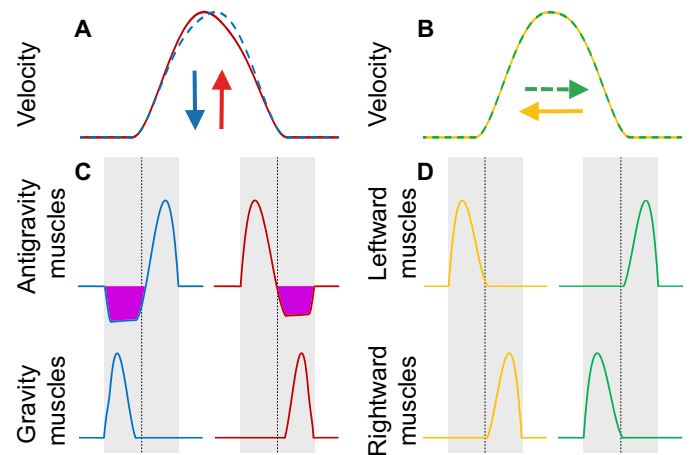 A
Velocity
B
Velocity
C
Antigravity
muscles
D
Leftward
muscles
Gravity
muscles
Rightward
muscles